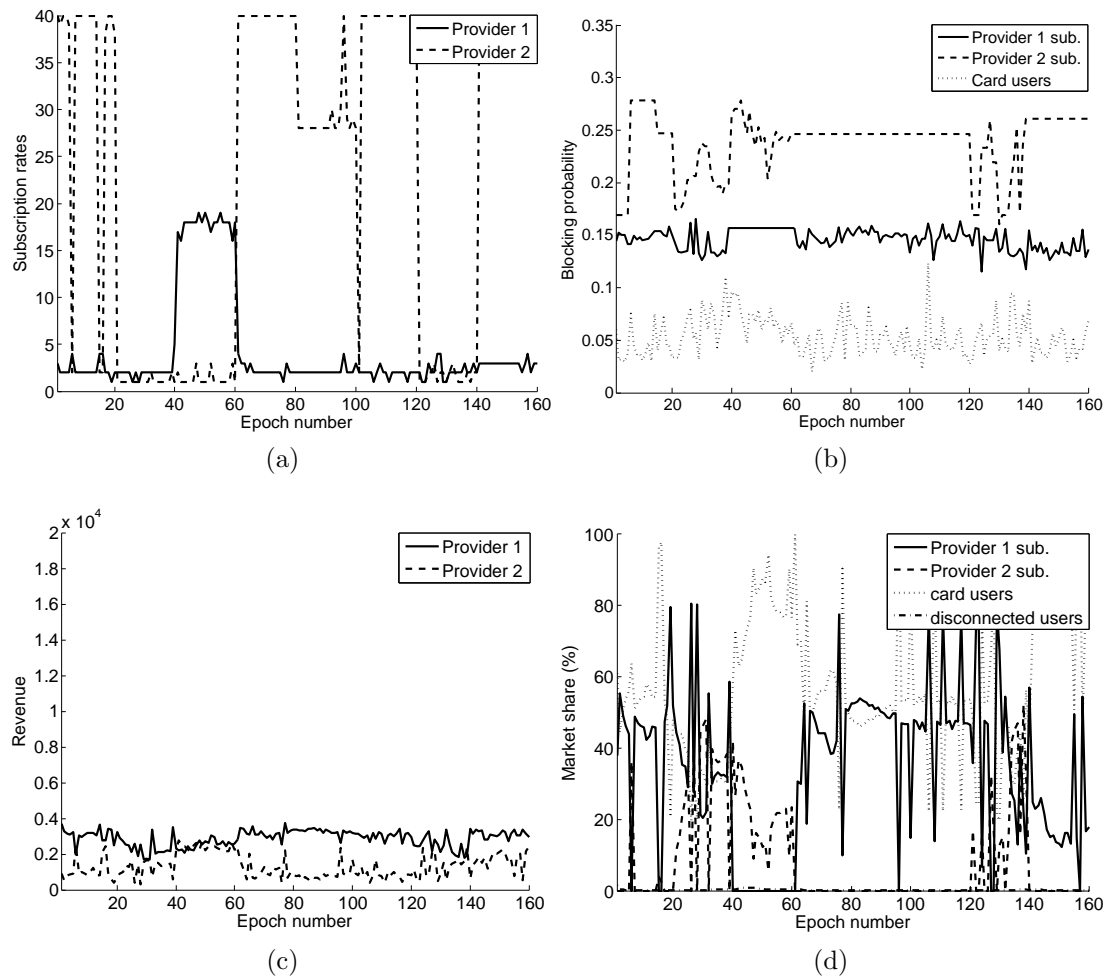 40
35
30
25
20
15
10
5
0
20 40 60 80 100 120 140 160
Subscription rates
Epoch number
Provider 1
Provider 2
(a)
0.35
0.3
0.25
0.2
0.15
0.1
0.05
0
20 40 60 80 100 120 140 160
Blocking probability
Epoch number
Provider 1 sub.
Provider 2 sub.
Card users
(b)
2 x 10^4
1.8
1.6
1.4
1.2
1
0.8
0.6
0.4
0.2
0
20 40 60 80 100 120 140 160
Revenue
Epoch number
Provider 1
Provider 2
(c)
100
80
60
40
20
0
20 40 60 80 100 120 140 160
Market share (%)
Epoch number
Provider 1 sub.
Provider 2 sub.
card users
disconnected users
(d)